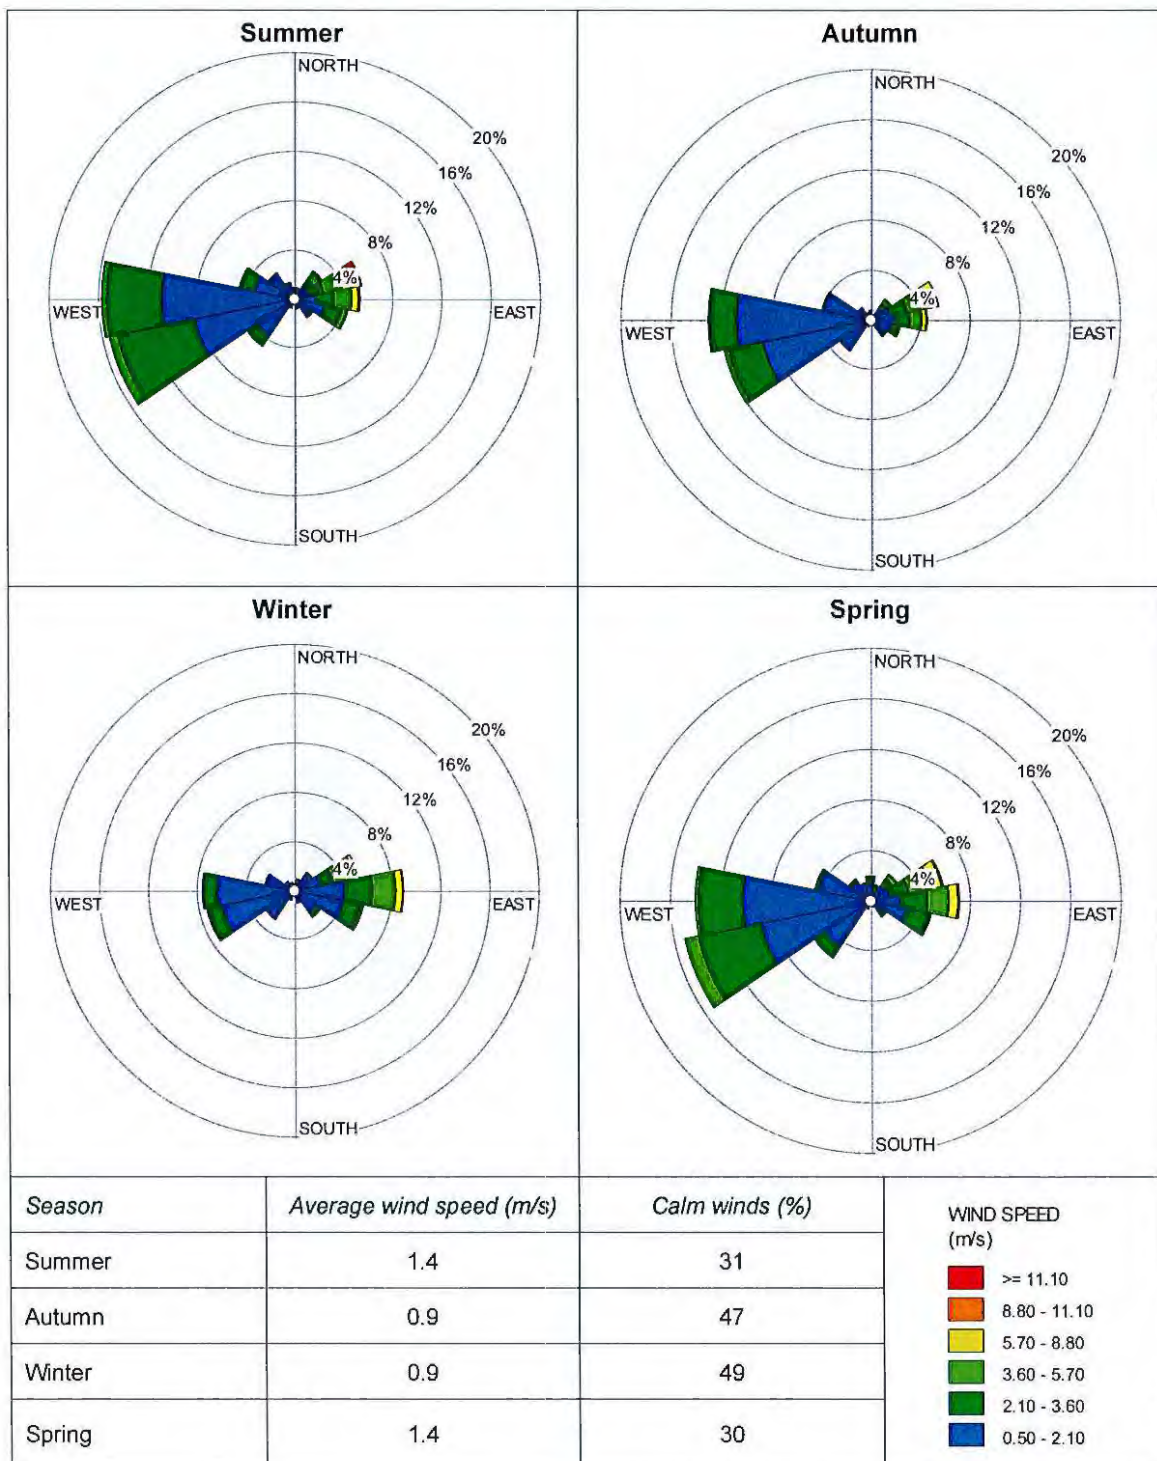 Summer
NORTH
20%
16%
12%
8%
4%
WEST
EAST
SOUTH
Autumn
NORTH
20%
16%
12%
8%
4%
WEST
EAST
SOUTH
Winter
NORTH
20%
16%
12%
8%
4%
WEST
EAST
SOUTH
Spring
NORTH
20%
16%
12%
8%
4%
WEST
EAST
SOUTH
Season Average wind speed (m/s) Calm winds (%)
Summer 1.4 31
Autumn 0.9 47
Winter 0.9 49
Spring 1.4 30
WIND SPEED
(m/s)
>= 11.10
8.80 - 11.10
5.70 - 8.80
3.60 - 5.70
2.10 - 3.60
0.50 - 2.10